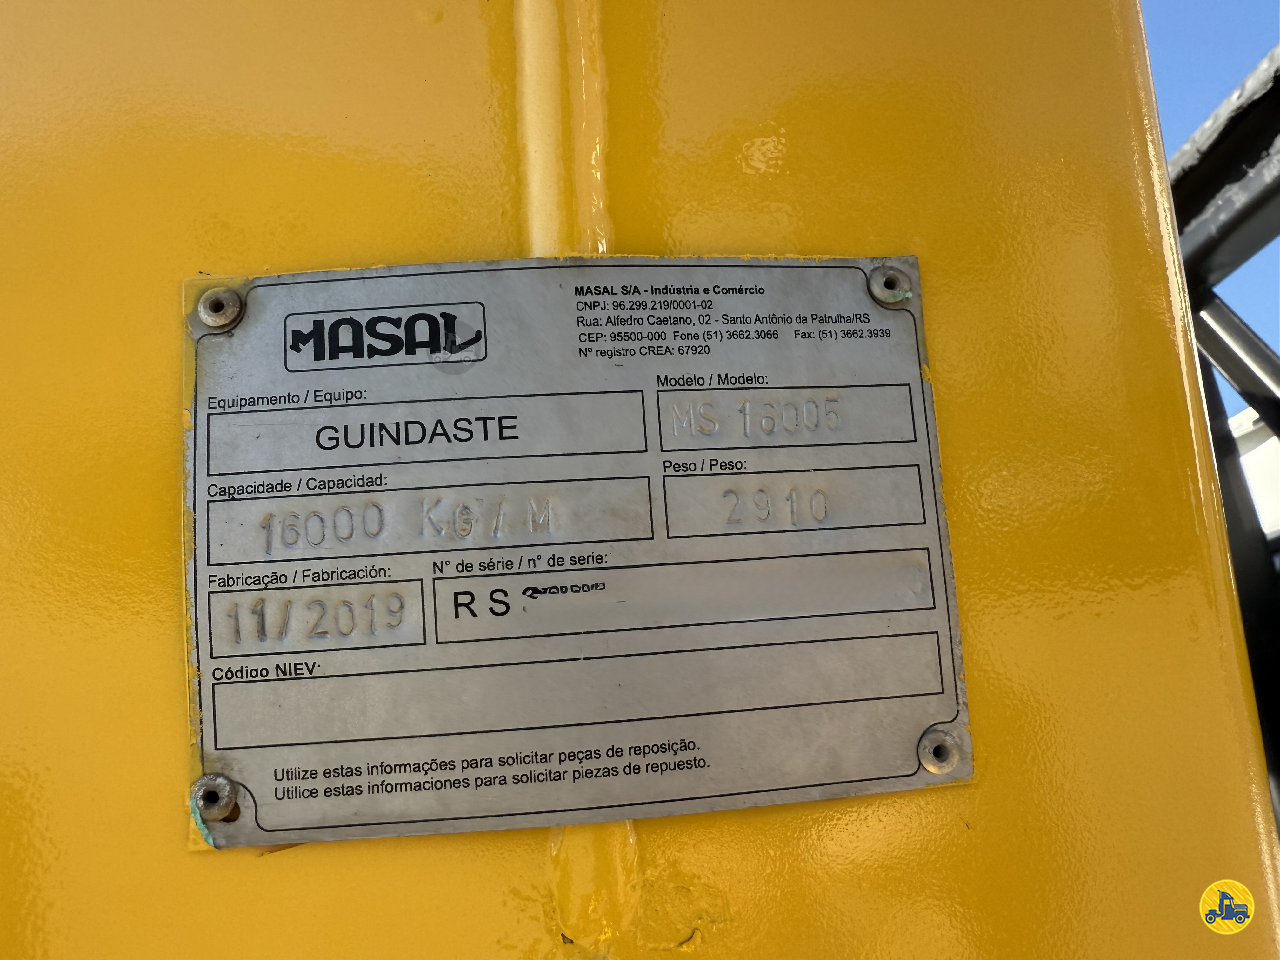 MASAL
MASAL S/A - Indústria e Comércio
CNPJ: 96.299.219/0001-02
Rua: Alfedro Caetano, 02 - Santo Antônio da Patrulha/RS
CEP: 95500-000 Fone (51) 3662.3066 Fax: (51) 3662.3939
Nº registro CREA: 67920
Equipamento / Equipo:
GUINDASTE
Modelo / Modelo:
MS 16005
Capacidade / Capacidad:
16000 KG/M
Peso / Peso:
2910
Fabricação / Fabricación:
11/2019
N° de série / n° de serie:
RS
Código NIEV:
Utilize estas informações para solicitar peças de reposição.
Utilice estas informaciones para solicitar piezas de repuesto.